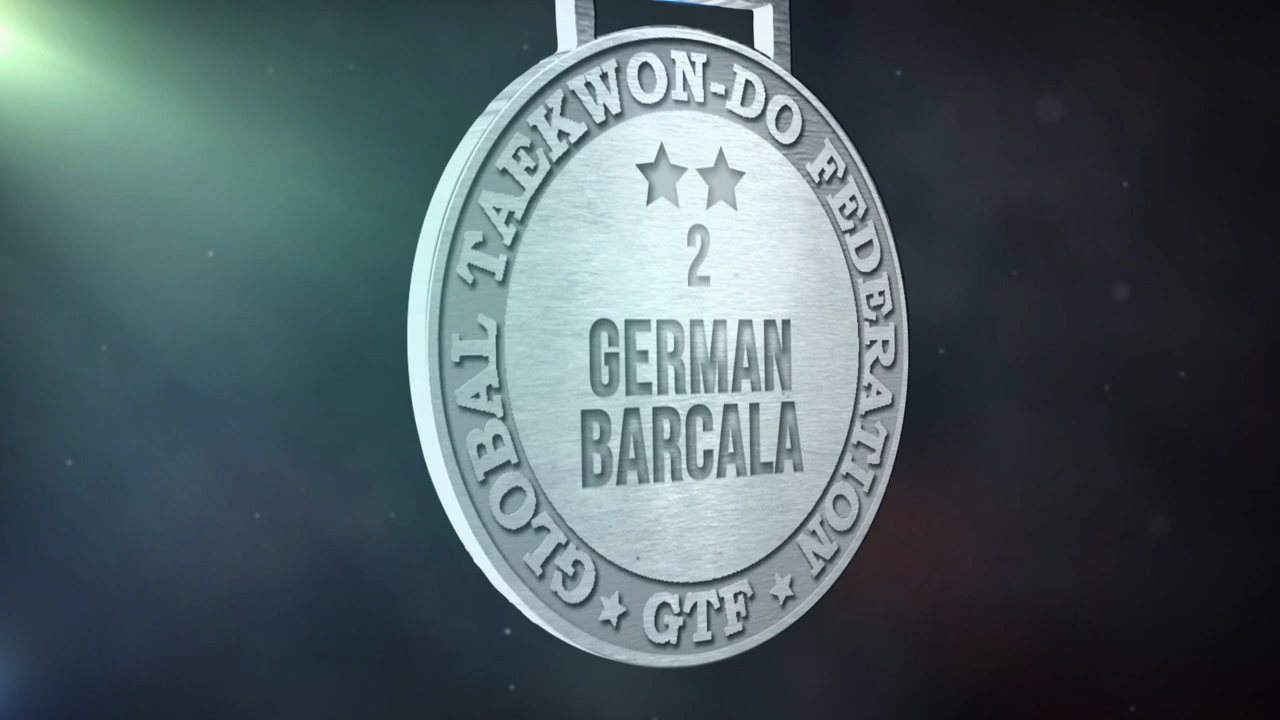 GLOBAL TAEKWON-DO FEDERATION
2
GERMAN
BARCALA
★ GTF ★